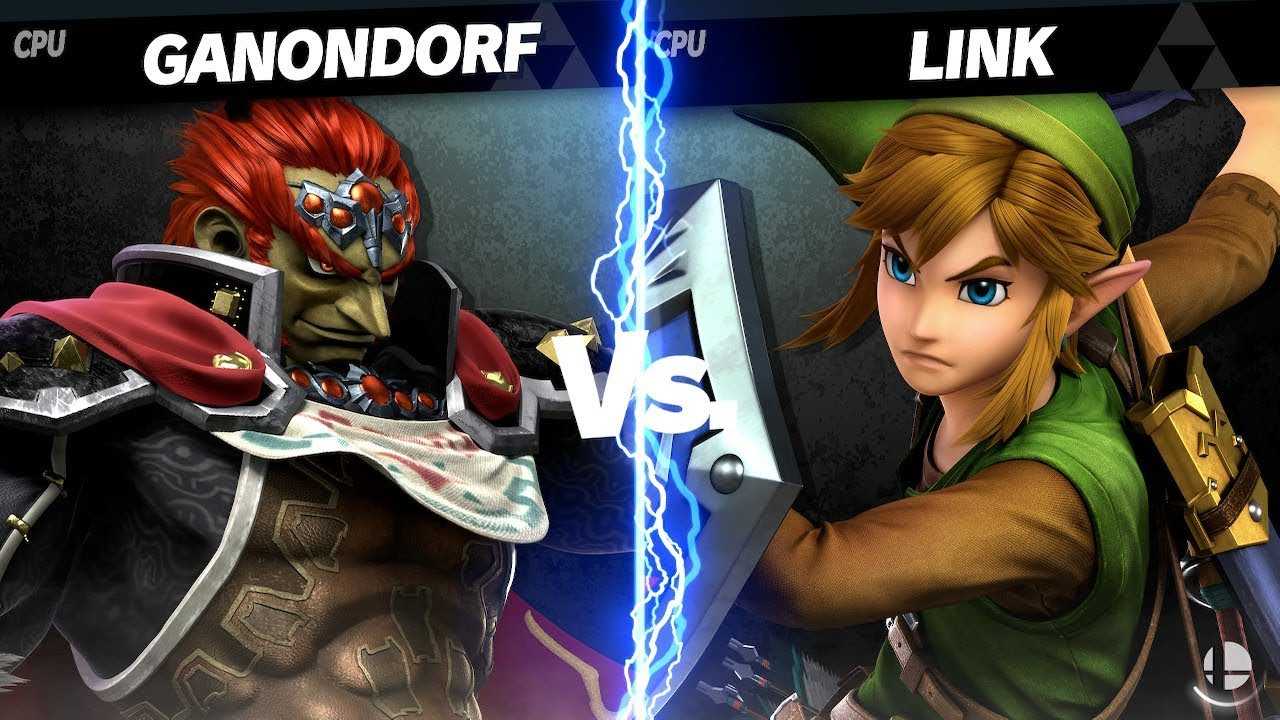 CPU
GANONDORF
CPU
LINK
Vs.